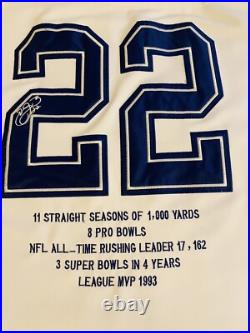 22
11 STRAIGHT SEASONS OF 1,000 YARDS
8 PRO BOWLS
NFL ALL-TIME RUSHING LEADER 17,162
3 SUPER BOWLS IN 4 YEARS
LEAGUE MVP 1993